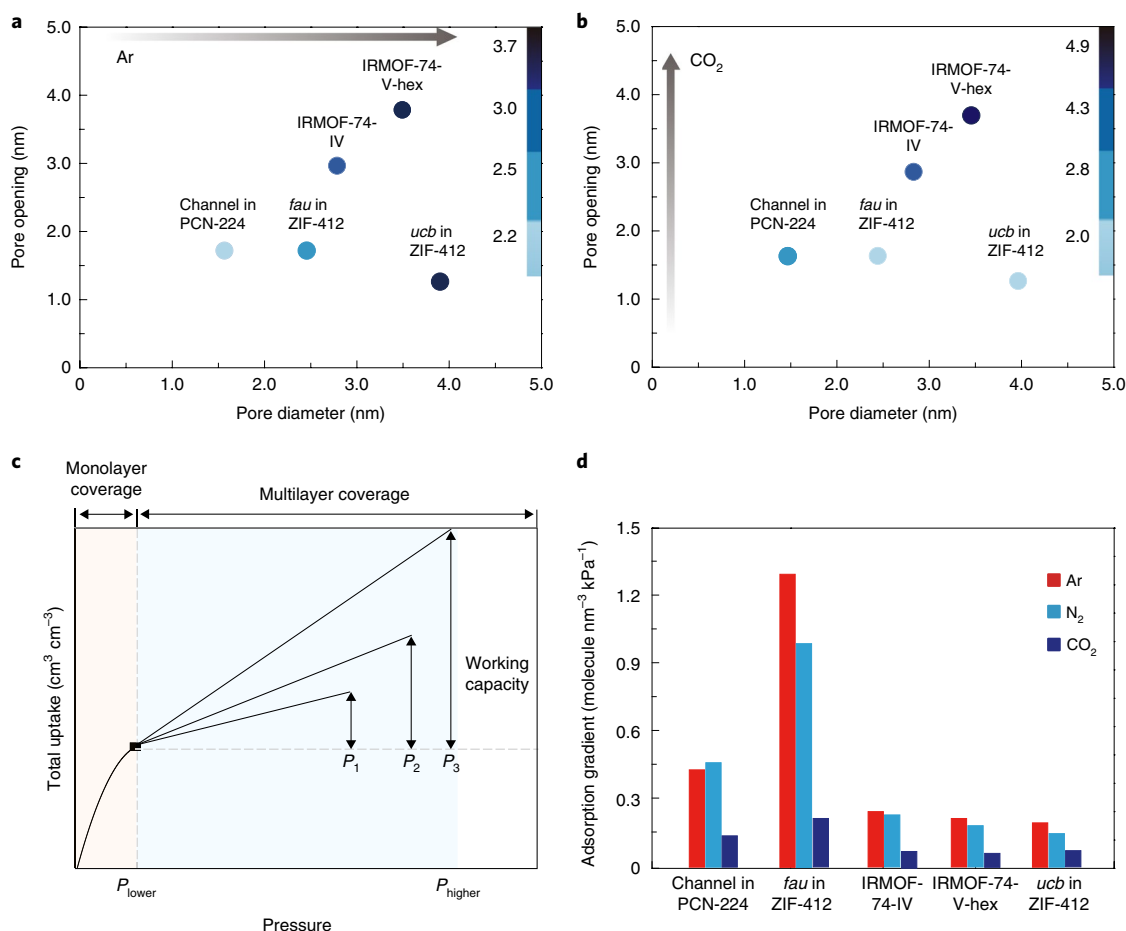 a
5.0
4.0
3.0
2.0
1.0
0
Pore opening (nm)
Ar
IRMOF-74-
V-hex
IRMOF-74-
IV
Channel in
PCN-224
fau in
ZIF-412
ucb in
ZIF-412
3.7
3.0
2.5
2.2
0 1.0 2.0 3.0 4.0 5.0
Pore diameter (nm)
b
5.0
4.0
3.0
2.0
1.0
0
Pore opening (nm)
CO2
IRMOF-74-
V-hex
IRMOF-74-
IV
Channel in
PCN-224
fau in
ZIF-412
ucb in
ZIF-412
4.9
4.3
2.8
2.0
0 1.0 2.0 3.0 4.0 5.0
Pore diameter (nm)
c
Monolayer
coverage
Multilayer coverage
Total uptake (cm³ cm⁻³)
Working
capacity
P1 P2 P3
Plower Phigher
Pressure
d
1.5
1.2
0.9
0.6
0.3
0
Adsorption gradient (molecule nm⁻³ kPa⁻¹)
Ar
N2
CO2
Channel in
PCN-224
fau in
ZIF-412
IRMOF-
74-IV
IRMOF-74-
V-hex
ucb in
ZIF-412